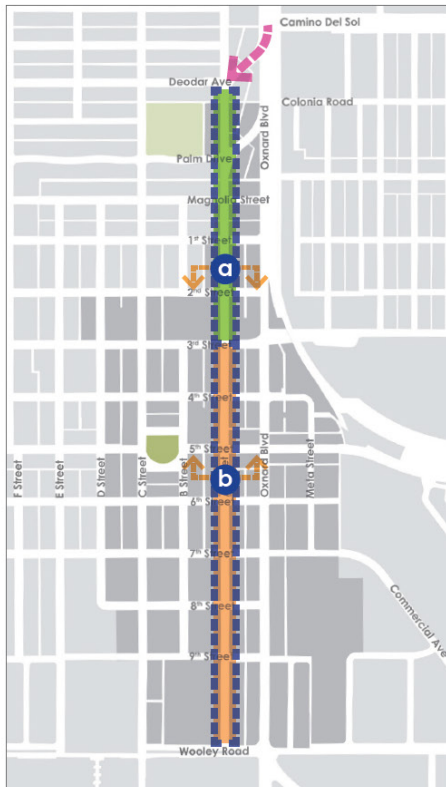 Camino Del Sol
Deodar Ave
Colonia Road
Oxnard Blvd
Palm Drive
Magnolia Street
1st Street
a
2nd Street
3rd Street
4th Street
5th Street
F Street
E Street
D Street
C Street
B Street
Oxnard Blvd
Meta Street
b
6th Street
7th Street
8th Street
Commercial Ave
9th Street
Wooley Road